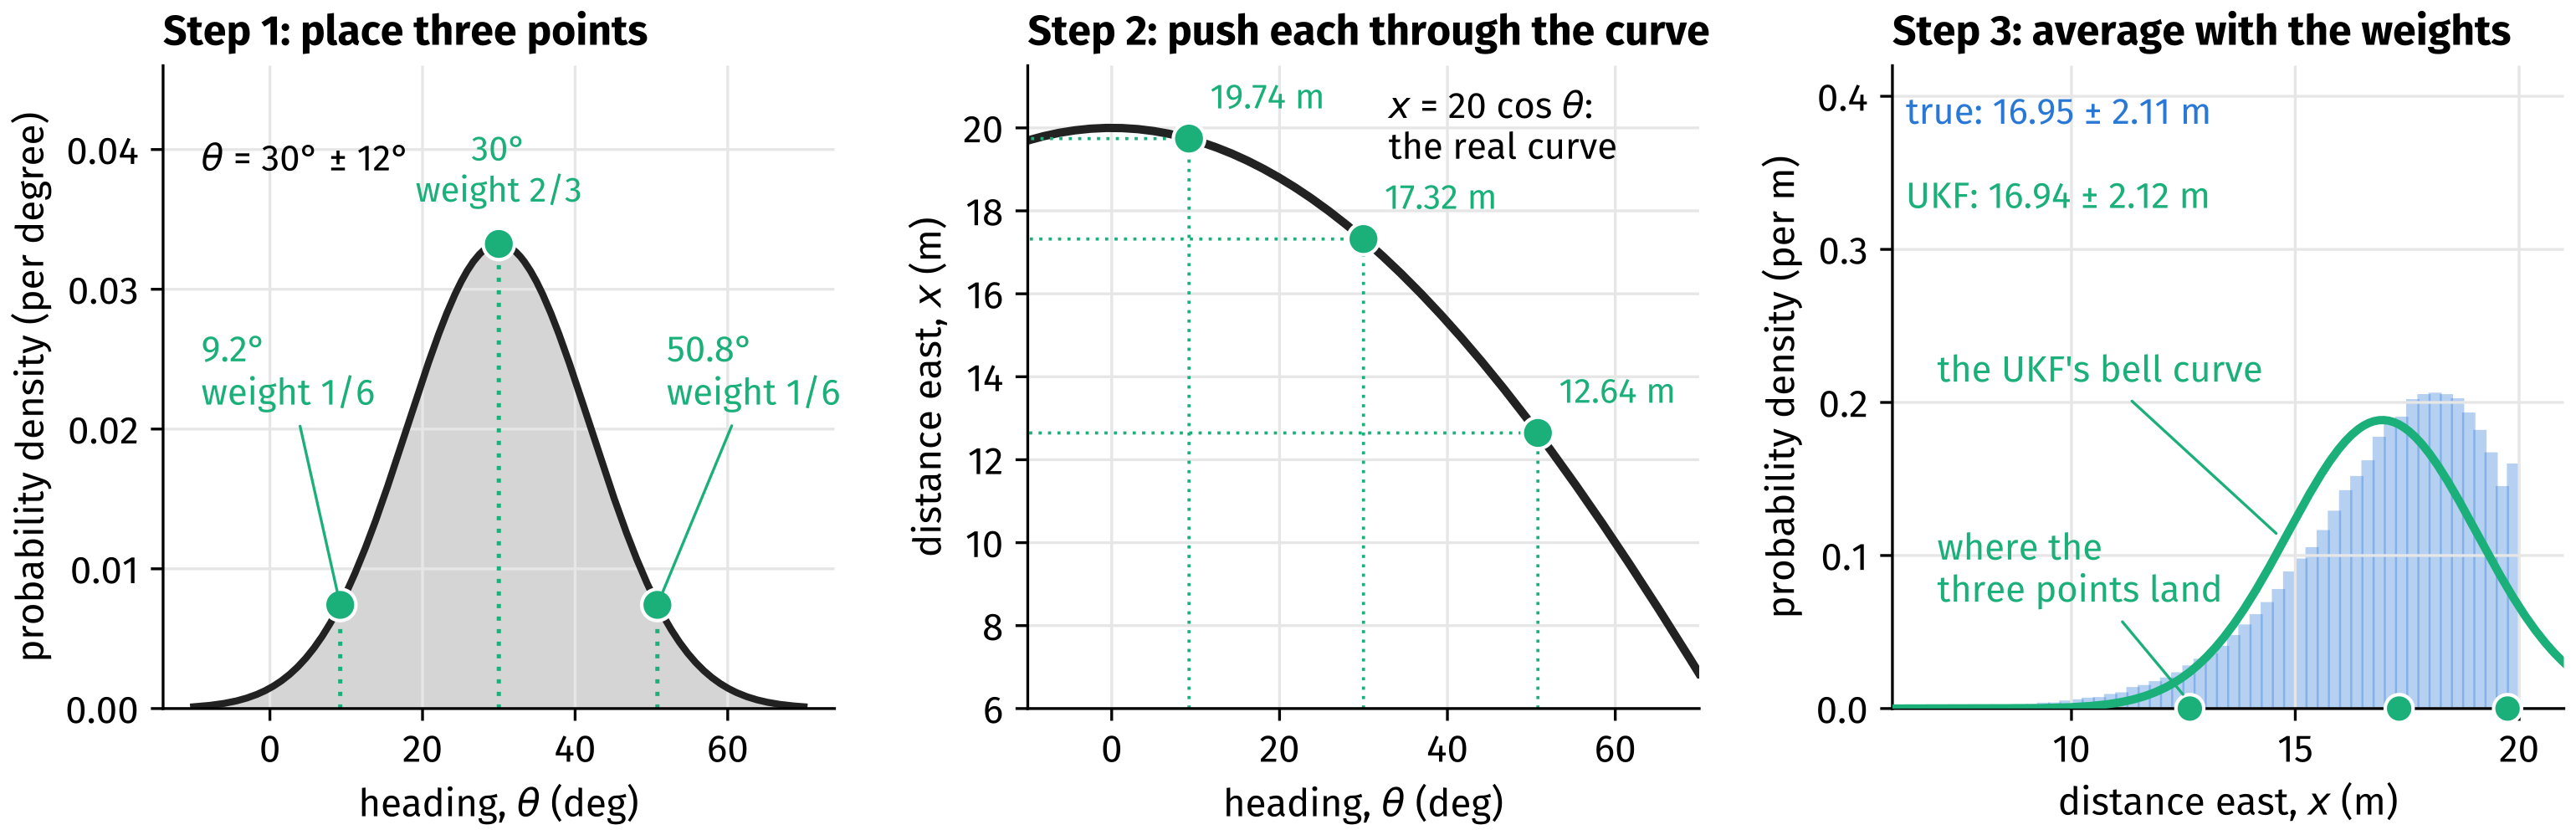 Step 1: place three points
probability density (per degree)
0.04
0.03
0.02
0.01
0.00
θ = 30° ± 12°
30°
weight 2/3
9.2°
weight 1/6
50.8°
weight 1/6
0 20 40 60
heading, θ (deg)
Step 2: push each through the curve
distance east, x (m)
20
18
16
14
12
10
8
6
19.74 m
x = 20 cos θ:
the real curve
17.32 m
12.64 m
0 20 40 60
heading, θ (deg)
Step 3: average with the weights
probability density (per m)
0.4
0.3
0.2
0.1
0.0
true: 16.95 ± 2.11 m
UKF: 16.94 ± 2.12 m
the UKF's bell curve
where the
three points land
10 15 20
distance east, x (m)